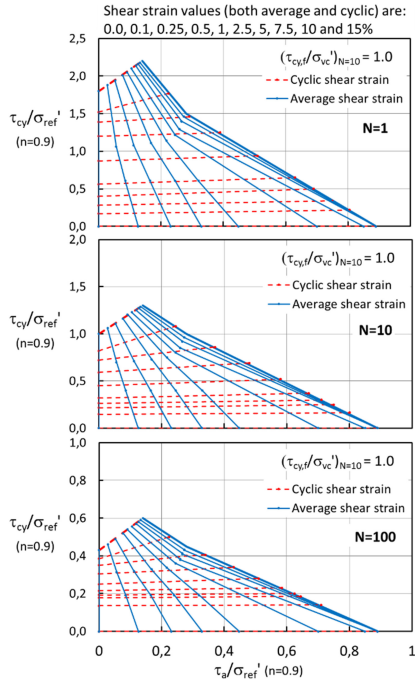 Shear strain values (both average and cyclic) are:
0.0, 0.1, 0.25, 0.5, 1, 2.5, 5, 7.5, 10 and 15%
2,5
2,0
1,5
1,0
0,5
0,0
τcy/σref'
(n=0.9)
(τcy,f/σvc')N=10 = 1.0
Cyclic shear strain
Average shear strain
N=1
2,0
1,5
1,0
0,5
0,0
τcy/σref'
(n=0.9)
(τcy,f/σvc')N=10 = 1.0
Cyclic shear strain
Average shear strain
N=10
1,0
0,8
0,6
0,4
0,2
0,0
τcy/σref'
(n=0.9)
(τcy,f/σvc')N=10 = 1.0
Cyclic shear strain
Average shear strain
N=100
0 0,2 0,4 0,6 0,8 1
τa/σref' (n=0.9)